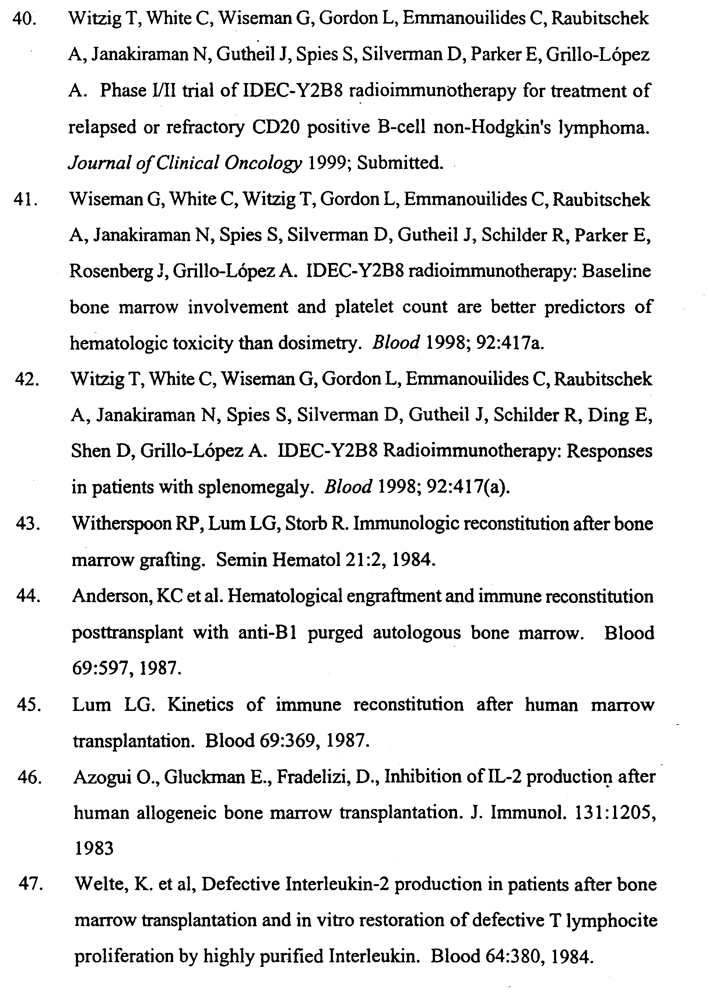 40. Witzig T, White C, Wiseman G, Gordon L, Emmanouilides C, Raubitschek
A, Janakiraman N, Gutheil J, Spies S, Silverman D, Parker E, Grillo-López
A. Phase I/II trial of IDEC-Y2B8 radioimmunotherapy for treatment of
relapsed or refractory CD20 positive B-cell non-Hodgkin's lymphoma.
Journal of Clinical Oncology 1999; Submitted.
41. Wiseman G, White C, Witzig T, Gordon L, Emmanouilides C, Raubitschek
A, Janakiraman N, Spies S, Silverman D, Gutheil J, Schilder R, Parker E,
Rosenberg J, Grillo-López A. IDEC-Y2B8 radioimmunotherapy: Baseline
bone marrow involvement and platelet count are better predictors of
hematologic toxicity than dosimetry. Blood 1998; 92:417a.
42. Witzig T, White C, Wiseman G, Gordon L, Emmanouilides C, Raubitschek
A, Janakiraman N, Spies S, Silverman D, Gutheil J, Schilder R, Ding E,
Shen D, Grillo-López A. IDEC-Y2B8 Radioimmunotherapy: Responses
in patients with splenomegaly. Blood 1998; 92:417(a).
43. Witherspoon RP, Lum LG, Storb R. Immunologic reconstitution after bone
marrow grafting. Semin Hematol 21:2, 1984.
44. Anderson, KC et al. Hematological engraftment and immune reconstitution
posttransplant with anti-B1 purged autologous bone marrow. Blood
69:597, 1987.
45. Lum LG. Kinetics of immune reconstitution after human marrow
transplantation. Blood 69:369, 1987.
46. Azogui O., Gluckman E., Fradelizi, D., Inhibition of IL-2 production after
human allogeneic bone marrow transplantation. J. Immunol. 131:1205,
1983
47. Welte, K. et al, Defective Interleukin-2 production in patients after bone
marrow transplantation and in vitro restoration of defective T lymphocite
proliferation by highly purified Interleukin. Blood 64:380, 1984.